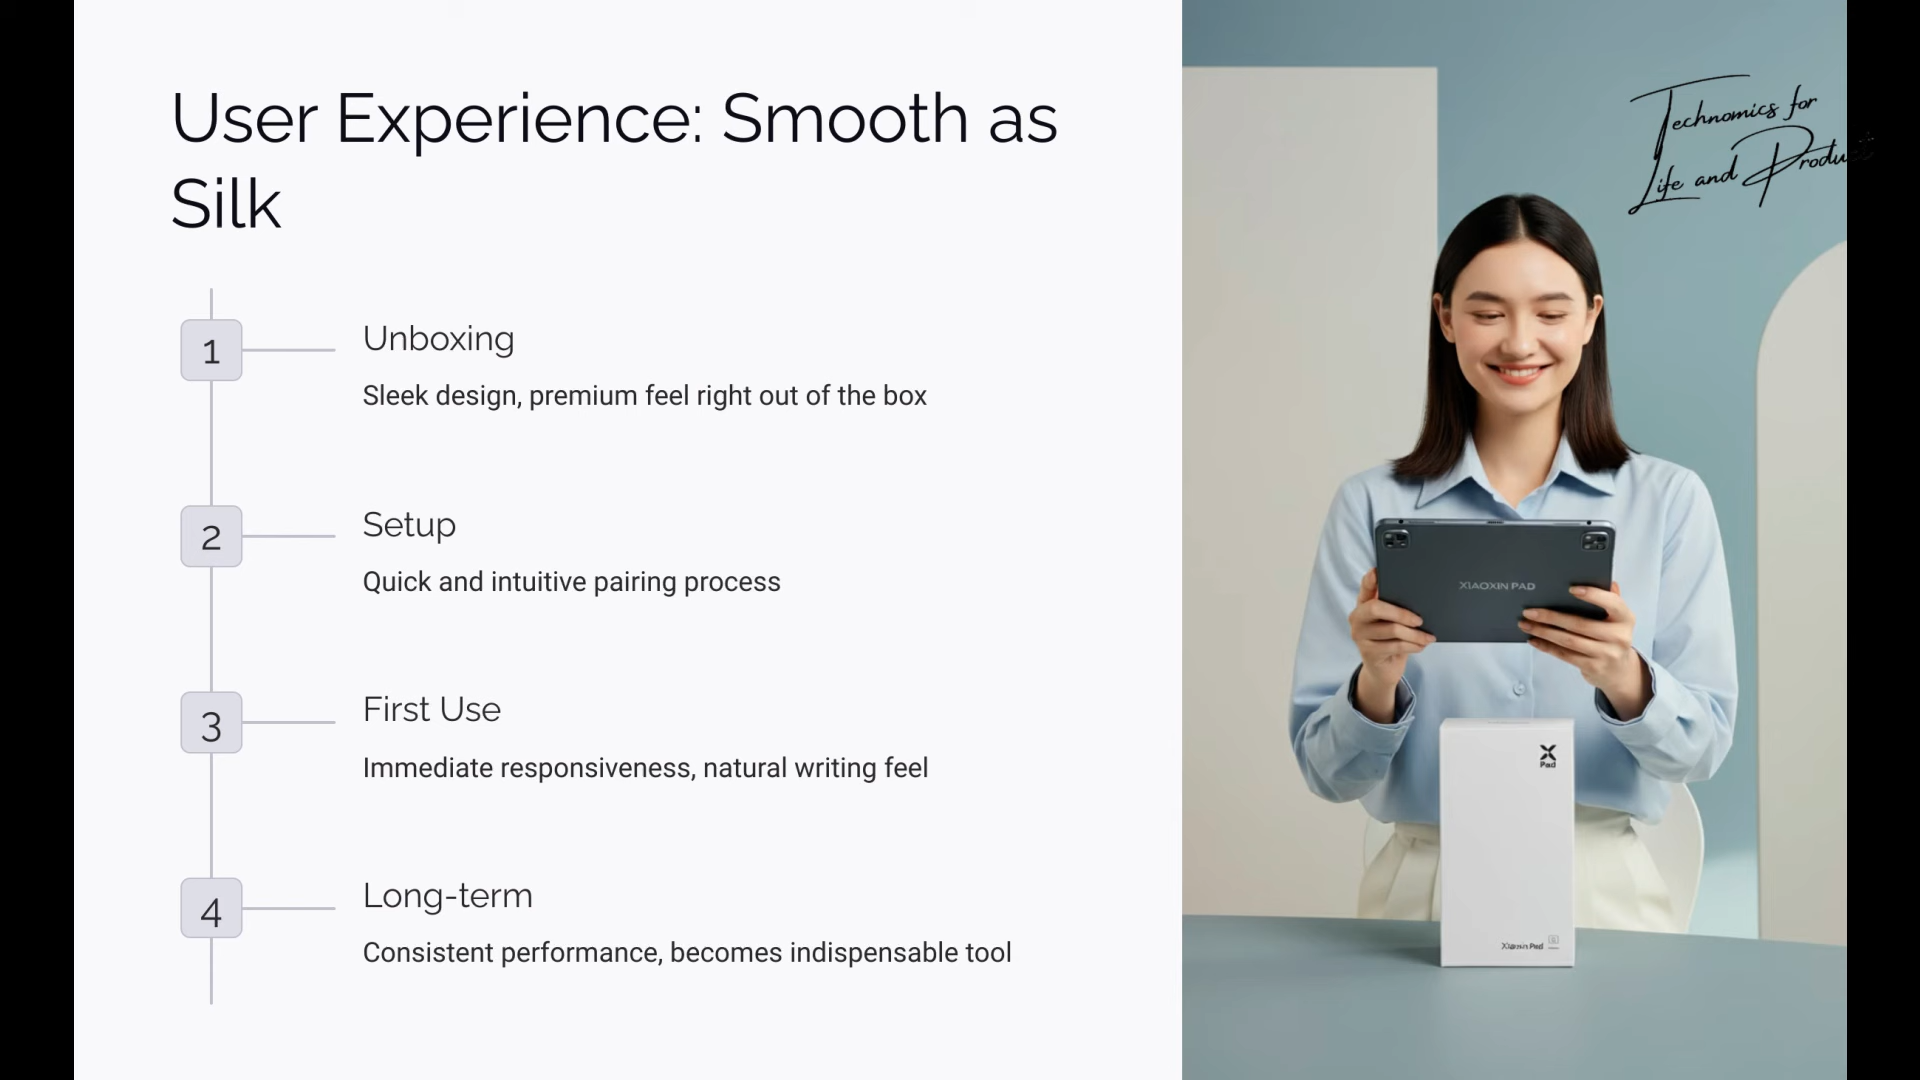 User Experience: Smooth as
Silk
1
Unboxing
Sleek design, premium feel right out of the box
2
Setup
Quick and intuitive pairing process
3
First Use
Immediate responsiveness, natural writing feel
4
Long-term
Consistent performance, becomes indispensable tool
Technomics for
Life and Product
XIAOXIN PAD
X
Pad
Xiaoxin Pad